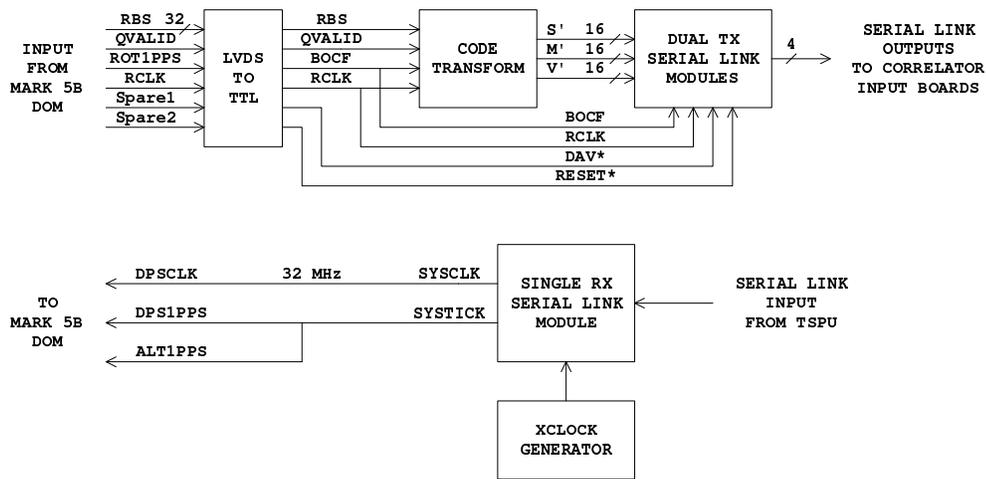 INPUT
FROM
MARK 5B
DOM
RBS 32
QVALID
ROT1PPS
RCLK
Spare1
Spare2
LVDS
TO
TTL
RBS
QVALID
BOCF
RCLK
CODE
TRANSFORM
S' 16
M' 16
V' 16
DUAL TX
SERIAL LINK
MODULES
4
SERIAL LINK
OUTPUTS
TO CORRELATOR
INPUT BOARDS
BOCF
RCLK
DAV*
RESET*
TO
MARK 5B
DOM
DPSCLK 32 MHz SYSCLK
DPS1PPS SYSTICK
ALT1PPS
SINGLE RX
SERIAL LINK
MODULE
SERIAL LINK
INPUT
FROM TSPU
XCLOCK
GENERATOR